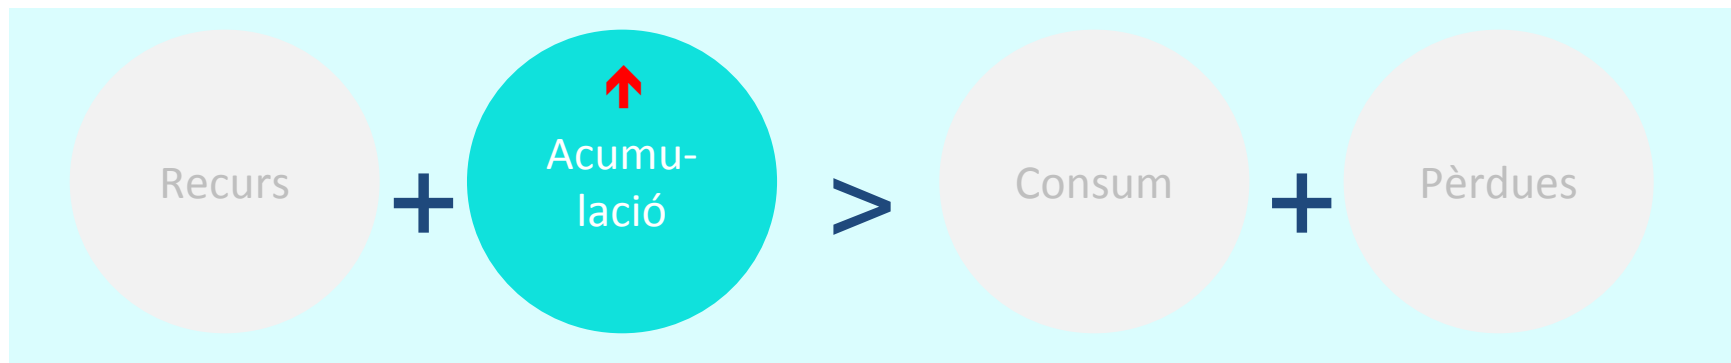 Recurs + Acumu-
lació > Consum + Pèrdues